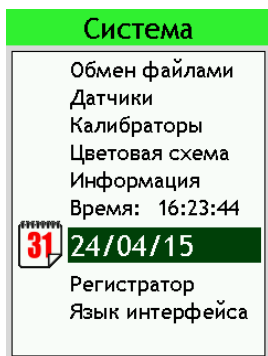 Система
Обмен файлами
Датчики
Калибраторы
Цветовая схема
Информация
Время: 16:23:44
31
24/04/15
Регистратор
Язык интерфейса